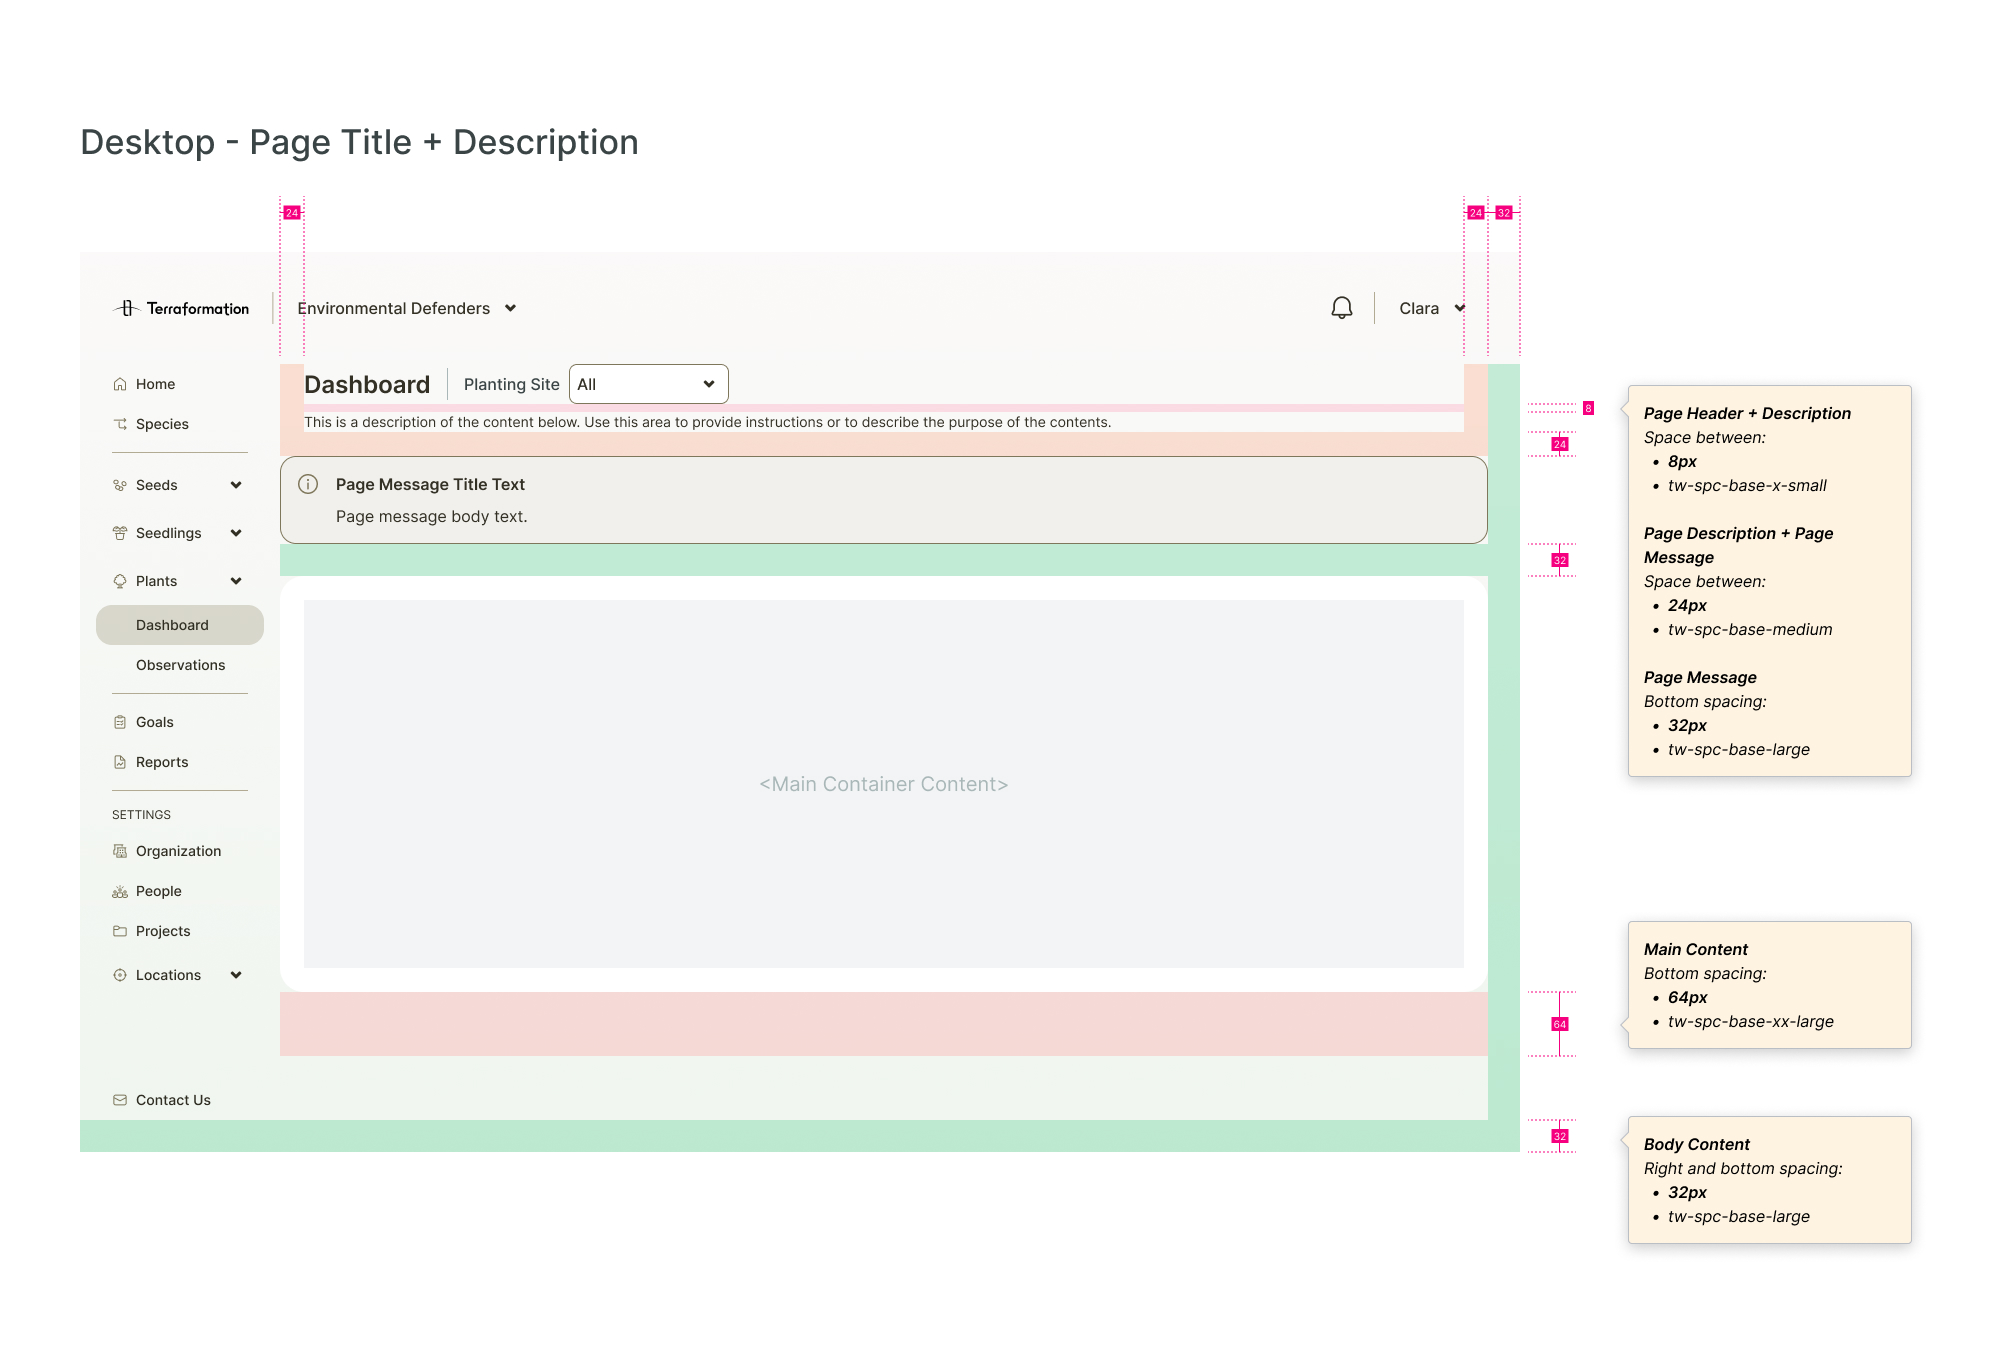 Desktop - Page Title + Description
24
24 32
Terraformation
Environmental Defenders
Clara
Home
Species
Seeds
Seedlings
Plants
Dashboard
Observations
Goals
Reports
SETTINGS
Organization
People
Projects
Locations
Contact Us
Dashboard
Planting Site
All
This is a description of the content below. Use this area to provide instructions or to describe the purpose of the contents.
Page Message Title Text
Page message body text.
<Main Container Content>
8
24
32
64
32
Page Header + Description
Space between:
• 8px
• tw-spc-base-x-small
Page Description + Page
Message
Space between:
• 24px
• tw-spc-base-medium
Page Message
Bottom spacing:
• 32px
• tw-spc-base-large
Main Content
Bottom spacing:
• 64px
• tw-spc-base-xx-large
Body Content
Right and bottom spacing:
• 32px
• tw-spc-base-large